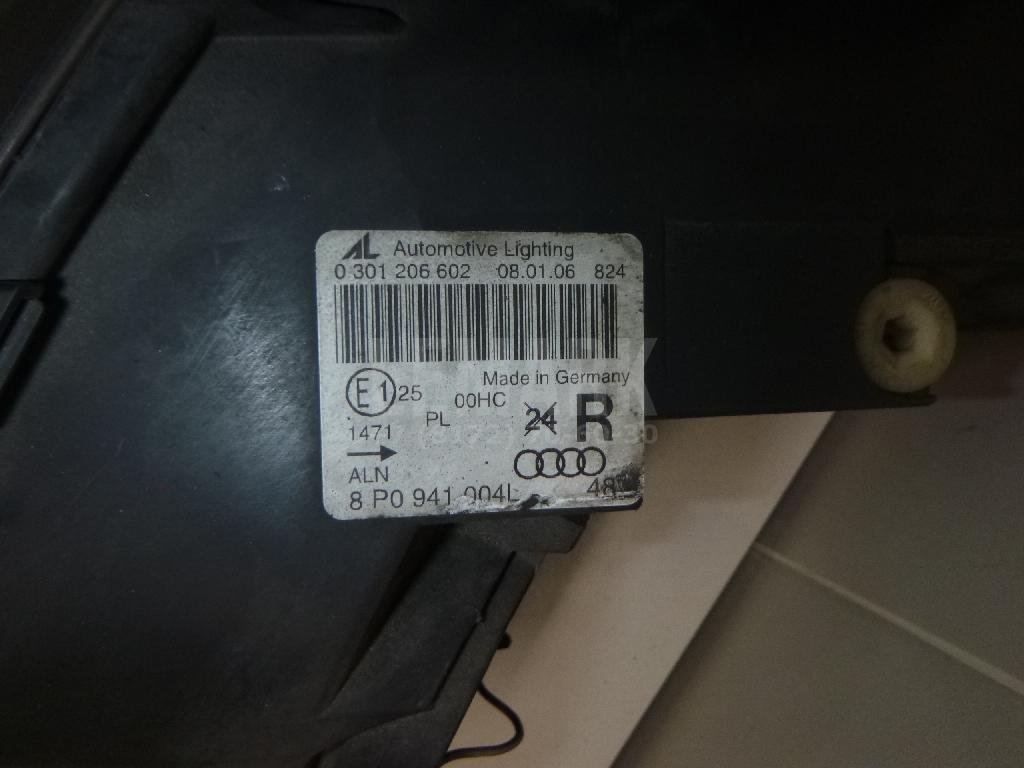 AL Automotive Lighting
0 301 206 602 08.01.06 824
Made in Germany
E1 25
00HC
PL
24 R
1471
ALN
8 P0 941 004L 48